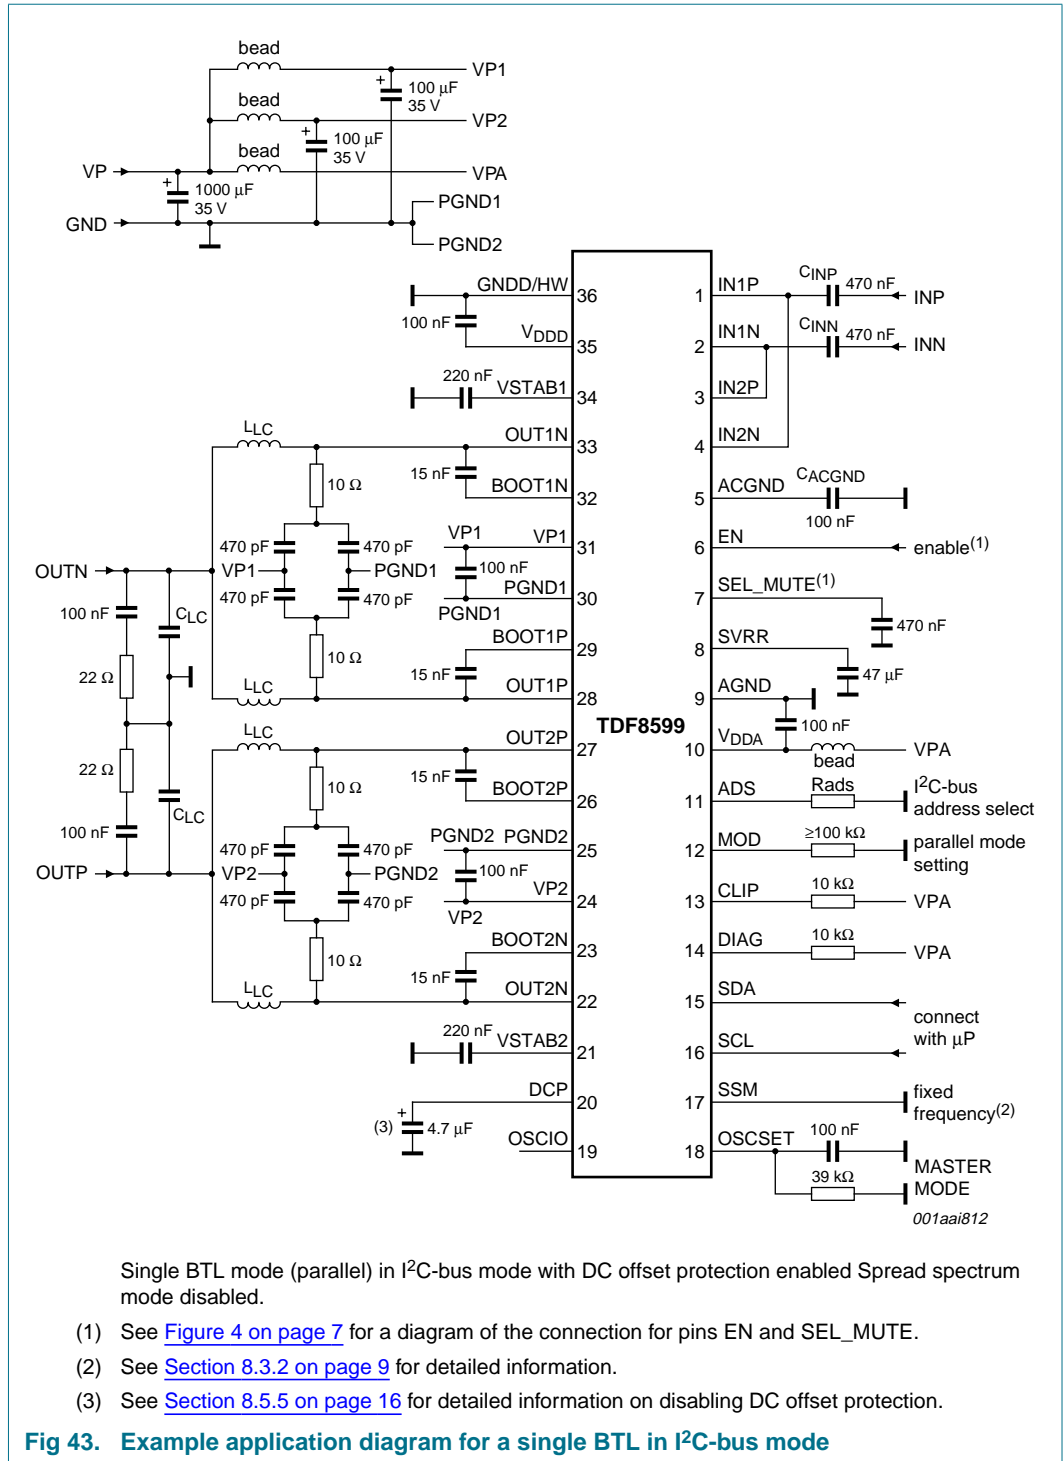 bead
VP1
+
100 µF
35 V
bead
VP2
+
100 µF
35 V
bead
VP
VPA
+
1000 µF
35 V
PGND1
GND
PGND2
GNDD/HW
36
100 nF
VDDD
35
220 nF
VSTAB1
34
LLC
OUT1N
33
10 Ω
15 nF
BOOT1N
32
470 pF
470 pF
VP1
VP1
31
OUTN
VP1
PGND1
100 nF
470 pF
470 pF
PGND1
30
PGND1
100 nF
CLC
BOOT1P
29
10 Ω
15 nF
22 Ω
LLC
OUT1P
28
TDF8599
LLC
OUT2P
27
22 Ω
10 Ω
15 nF
BOOT2P
26
CLC
100 nF
470 pF
470 pF
PGND2
PGND2
25
OUTP
VP2
PGND2
100 nF
470 pF
470 pF
VP2
24
VP2
BOOT2N
23
10 Ω
15 nF
LLC
OUT2N
22
220 nF
VSTAB2
21
DCP
20
(3)
+
4.7 µF
OSCIO
19
1
IN1P
CINP
470 nF
INP
2
IN1N
CINN
470 nF
INN
3
IN2P
4
IN2N
5
ACGND
CACGND
100 nF
6
EN
enable(1)
7
SEL_MUTE(1)
470 nF
8
SVRR
47 µF
9
AGND
100 nF
10
VDDA
bead
VPA
11
ADS
Rads
I2C-bus
address select
12
MOD
≥100 kΩ
parallel mode
setting
13
CLIP
10 kΩ
VPA
14
DIAG
10 kΩ
VPA
15
SDA
connect
with µP
16
SCL
17
SSM
fixed
frequency(2)
18
OSCSET
100 nF
39 kΩ
MASTER
MODE
001aai812
Single BTL mode (parallel) in I2C-bus mode with DC offset protection enabled Spread spectrum
mode disabled.
(1) See Figure 4 on page 7 for a diagram of the connection for pins EN and SEL_MUTE.
(2) See Section 8.3.2 on page 9 for detailed information.
(3) See Section 8.5.5 on page 16 for detailed information on disabling DC offset protection.
Fig 43. Example application diagram for a single BTL in I2C-bus mode